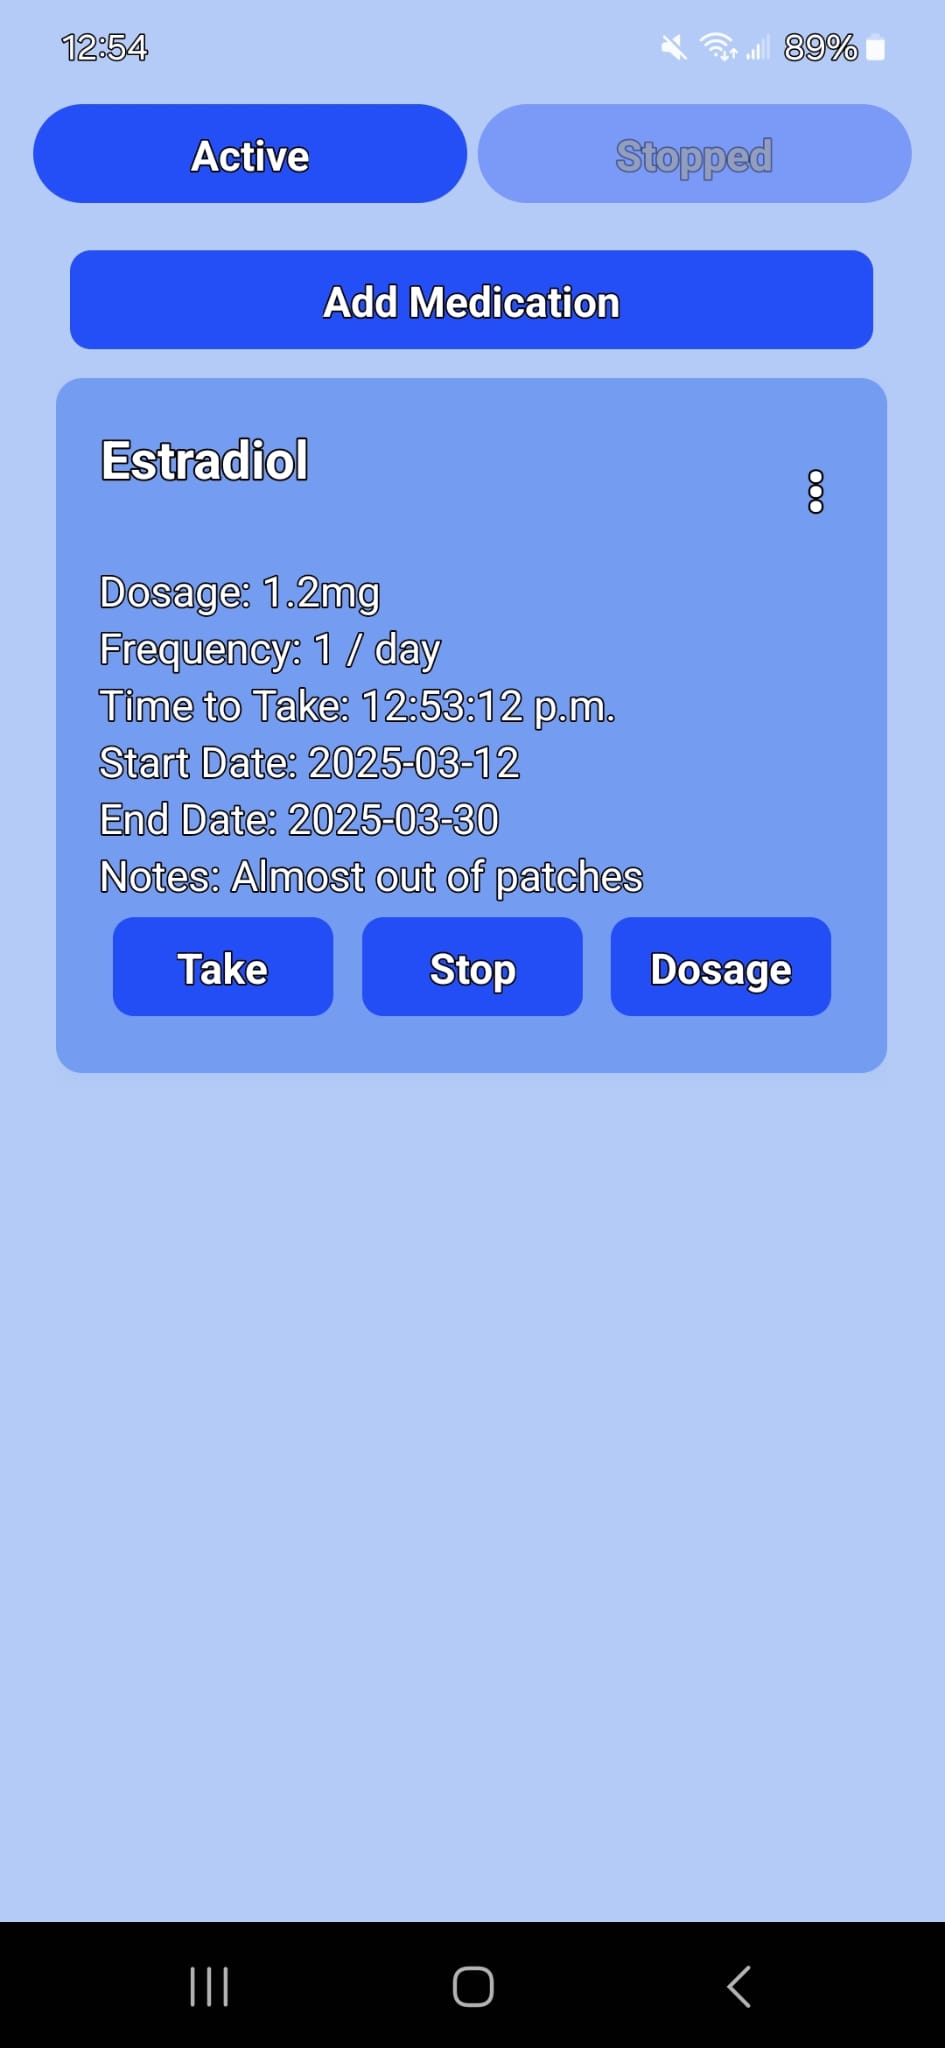 12:54
89%
Active
Stopped
Add Medication
Estradiol
Dosage: 1.2mg
Frequency: 1 / day
Time to Take: 12:53:12 p.m.
Start Date: 2025-03-12
End Date: 2025-03-30
Notes: Almost out of patches
Take
Stop
Dosage